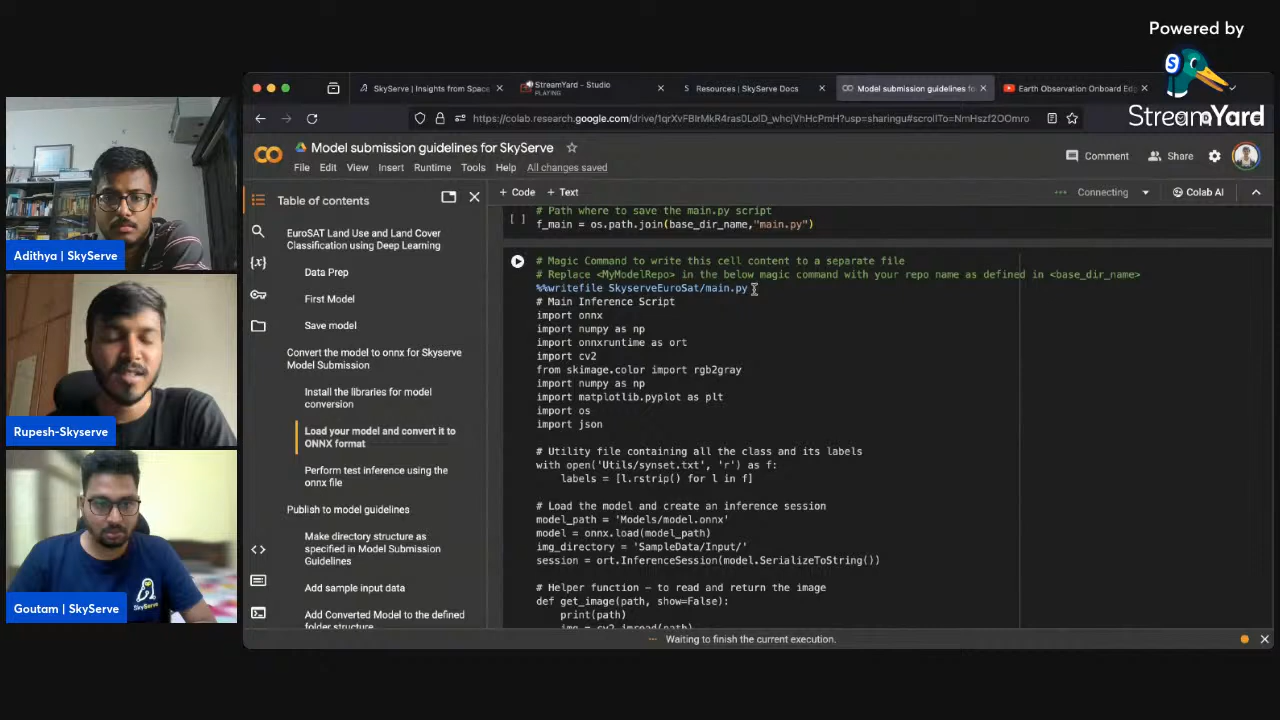 Powered by
StreamYard
Adithya | SkyServe
Rupesh-Skyserve
Goutam | SkyServe
SkyServe
SkyServe | Insights from Space
StreamYard - Studio
PLAYING
Resources | SkyServe Docs
Model submission guidelines fo
Earth Observation Onboard Ed
Model submission guidelines for SkyServe
File Edit View Insert Runtime Tools Help All changes saved
Comment Share
+ Code + Text
Connecting
Colab AI
Table of contents
EuroSAT Land Use and Land Cover
Classification using Deep Learning
Data Prep
First Model
Save model
Convert the model to onnx for Skyserve
Model Submission
Install the libraries for model
conversion
Load your model and convert it to
ONNX format
Perform test inference using the
onnx file
Publish to model guidelines
Make directory structure as
specified in Model Submission
Guidelines
Add sample input data
Add Converted Model to the defined
folder structure
# Path where to save the main.py script
[ ] f_main = os.path.join(base_dir_name,"main.py")
# Magic Command to write this cell content to a separate file
# Replace <MyModelRepo> in the below magic command with your repo name as defined in <base_dir_name>
%%writefile SkyserveEuroSat/main.py
# Main Inference Script
import onnx
import numpy as np
import onnxruntime as ort
import cv2
from skimage.color import rgb2gray
import numpy as np
import matplotlib.pyplot as plt
import os
import json
# Utility file containing all the class and its labels
with open('Utils/synset.txt', 'r') as f:
labels = [l.rstrip() for l in f]
# Load the model and create an inference session
model_path = 'Models/model.onnx'
model = onnx.load(model_path)
img_directory = 'SampleData/Input/'
session = ort.InferenceSession(model.SerializeToString())
# Helper function – to read and return the image
def get_image(path, show=False):
print(path)
img = cv2.imread(path)
Waiting to finish the current execution.